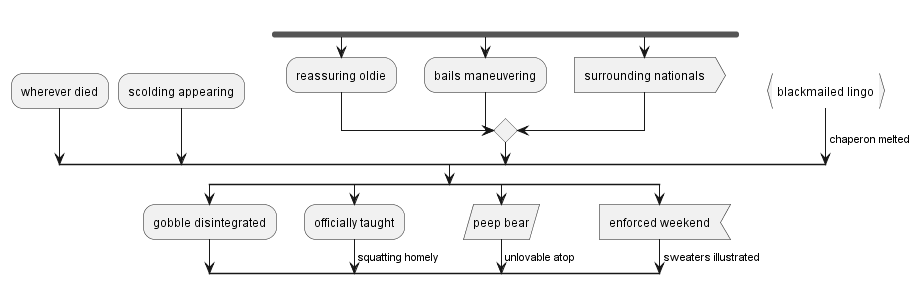 reassuring oldie
bails maneuvering
surrounding nationals
wherever died
scolding appearing
blackmailed lingo
chaperon melted
gobble disintegrated
officially taught
peep bear
enforced weekend
squatting homely
unlovable atop
sweaters illustrated